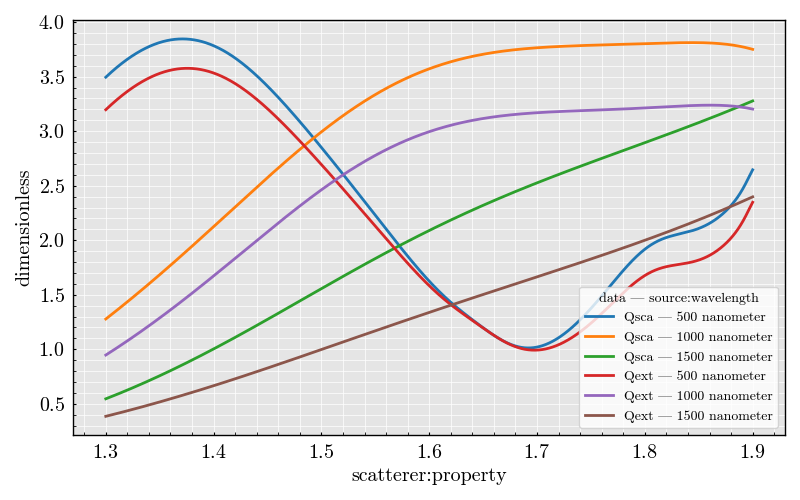 4.0
3.5
3.0
2.5
2.0
1.5
1.0
0.5
dimensionless
1.3 1.4 1.5 1.6 1.7 1.8 1.9
scatterer:property
data — source:wavelength
Qsca — 500 nanometer
Qsca — 1000 nanometer
Qsca — 1500 nanometer
Qext — 500 nanometer
Qext — 1000 nanometer
Qext — 1500 nanometer